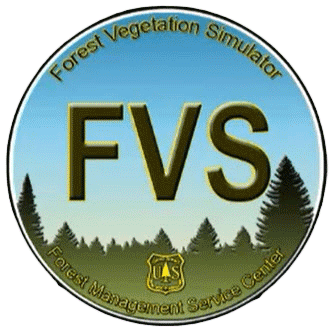 Forest Vegetation Simulator
FVS
U S
Forest Management Service Center